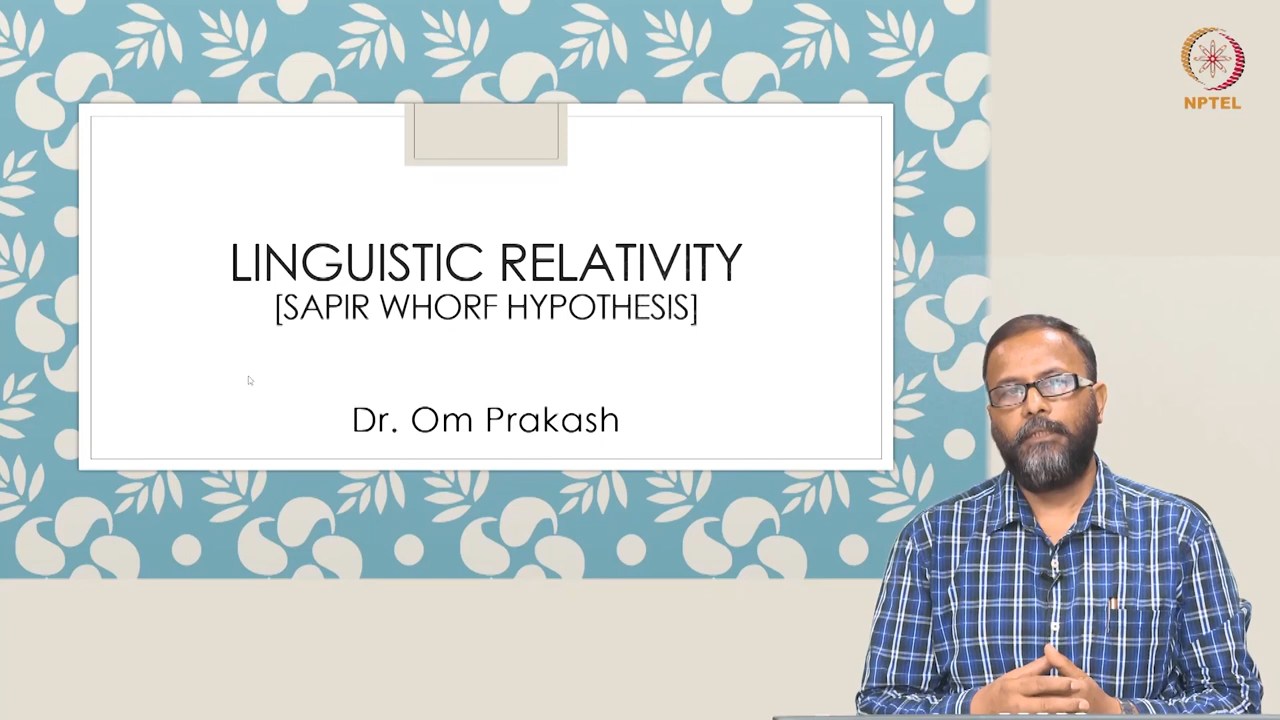 NPTEL
LINGUISTIC RELATIVITY
[SAPIR WHORF HYPOTHESIS]
Dr. Om Prakash